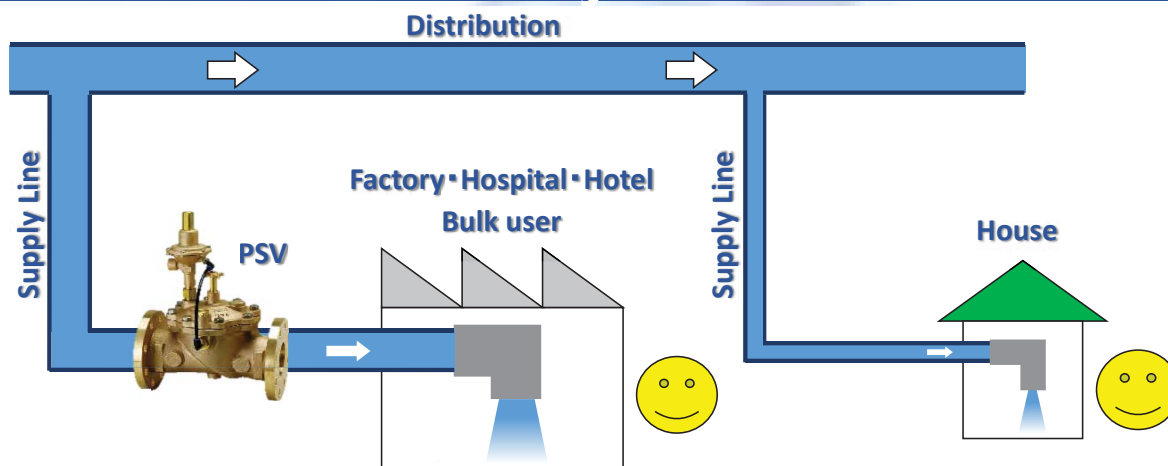 Distribution
Supply Line
Factory・Hospital・Hotel
Bulk user
PSV
Supply Line
House